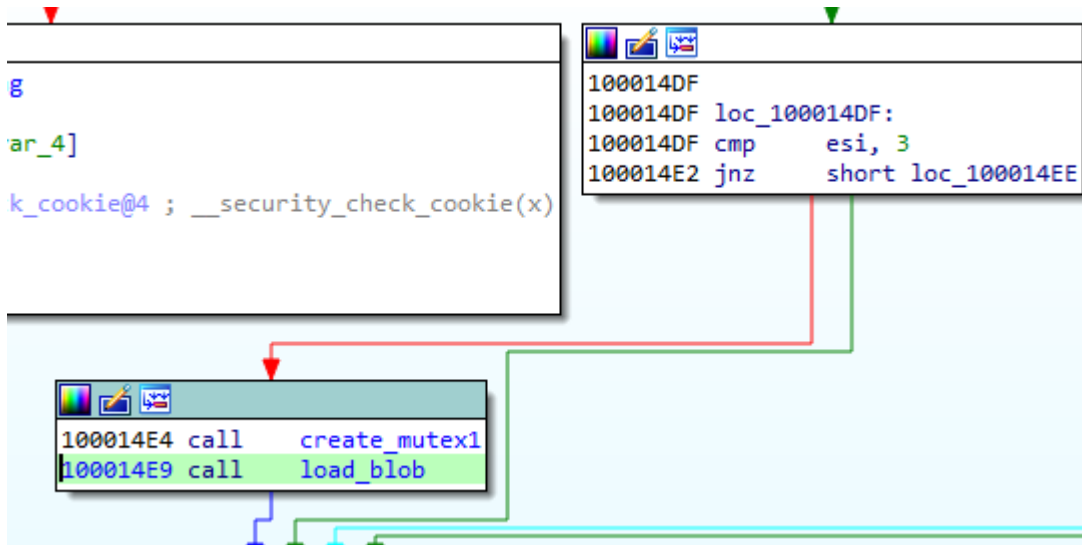 g
ar_4]
k_cookie@4 ; __security_check_cookie(x)
100014DF
100014DF loc_100014DF:
100014DF cmp esi, 3
100014E2 jnz short loc_100014EE
100014E4 call create_mutex1
100014E9 call load_blob